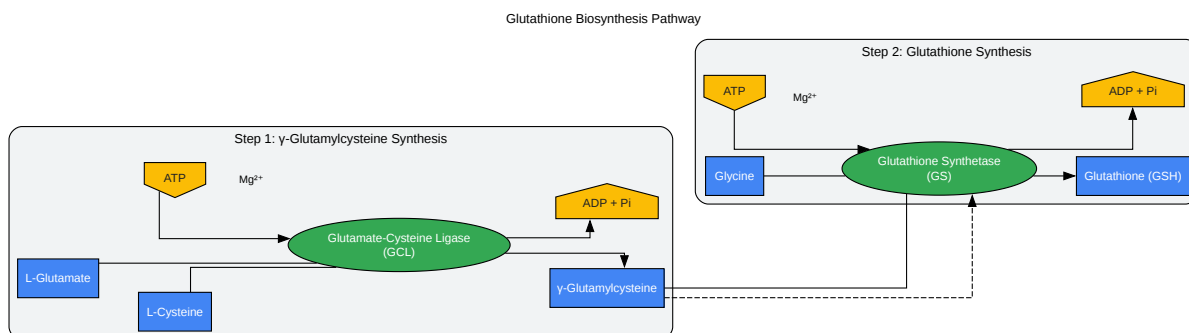 Glutathione Biosynthesis Pathway
Step 2: Glutathione Synthesis
ATP
Mg²⁺
ADP + Pi
Glycine
Glutathione Synthetase
(GS)
Glutathione (GSH)
Step 1: γ-Glutamylcysteine Synthesis
ATP
Mg²⁺
ADP + Pi
Glutamate-Cysteine Ligase
(GCL)
L-Glutamate
L-Cysteine
γ-Glutamylcysteine